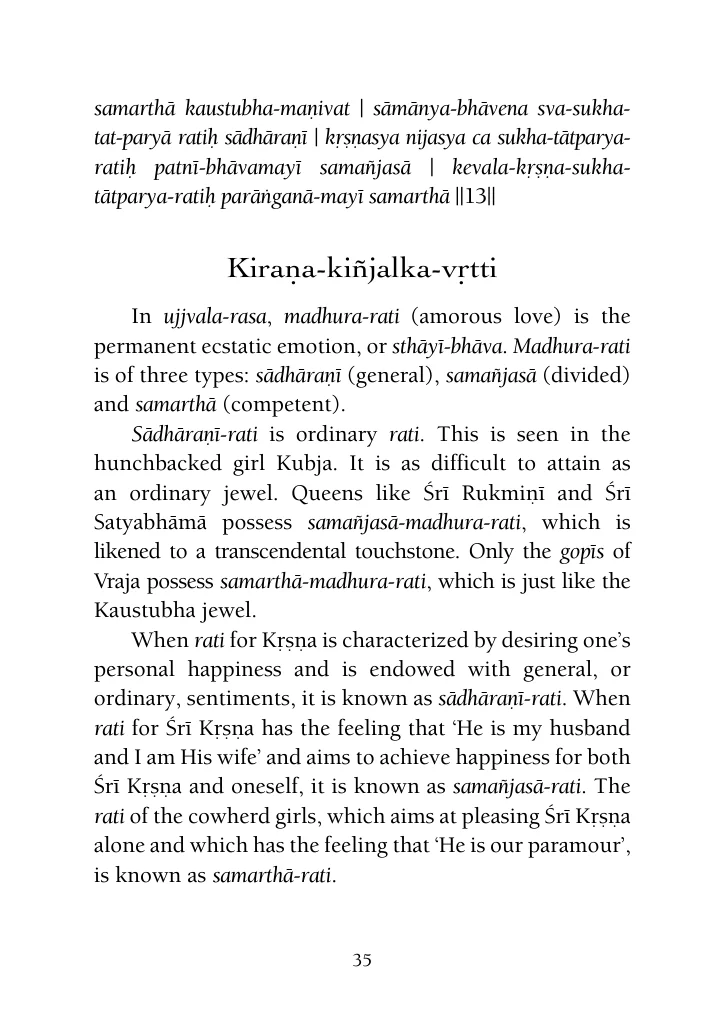 samarthā kaustubha-maṇivat | sāmānya-bhāvena sva-sukha-
tat-paryā ratiḥ sādhāraṇī | kṛṣṇasya nijasya ca sukha-tātparya-
ratiḥ patnī-bhāvamayī samañjasā | kevala-kṛṣṇa-sukha-
tātparya-ratiḥ parāṅganā-mayī samarthā ||13||
Kiraṇa-kiñjalka-vṛtti
In ujjvala-rasa, madhura-rati (amorous love) is the
permanent ecstatic emotion, or sthāyī-bhāva. Madhura-rati
is of three types: sādhāraṇī (general), samañjasā (divided)
and samarthā (competent).
Sādhāraṇī-rati is ordinary rati. This is seen in the
hunchbacked girl Kubja. It is as difficult to attain as
an ordinary jewel. Queens like Śrī Rukmiṇī and Śrī
Satyabhāmā possess samañjasā-madhura-rati, which is
likened to a transcendental touchstone. Only the gopīs of
Vraja possess samarthā-madhura-rati, which is just like the
Kaustubha jewel.
When rati for Kṛṣṇa is characterized by desiring one’s
personal happiness and is endowed with general, or
ordinary, sentiments, it is known as sādhāraṇī-rati. When
rati for Śrī Kṛṣṇa has the feeling that ‘He is my husband
and I am His wife’ and aims to achieve happiness for both
Śrī Kṛṣṇa and oneself, it is known as samañjasā-rati. The
rati of the cowherd girls, which aims at pleasing Śrī Kṛṣṇa
alone and which has the feeling that ‘He is our paramour’,
is known as samarthā-rati.
35